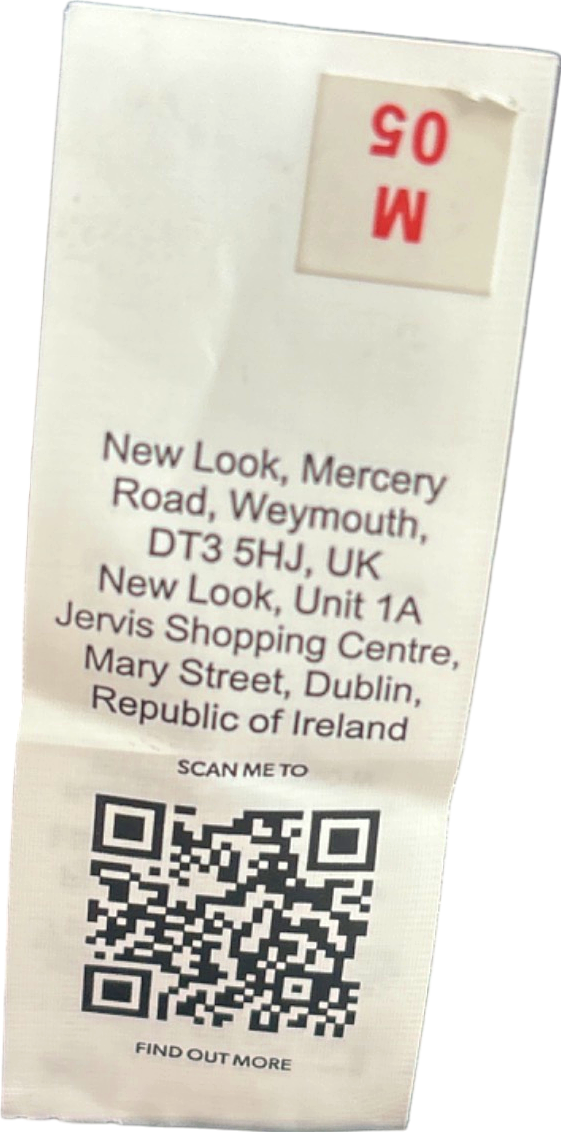 M
05
New Look, Mercery
Road, Weymouth,
DT3 5HJ, UK
New Look, Unit 1A
Jervis Shopping Centre,
Mary Street, Dublin,
Republic of Ireland
SCAN ME TO
FIND OUT MORE